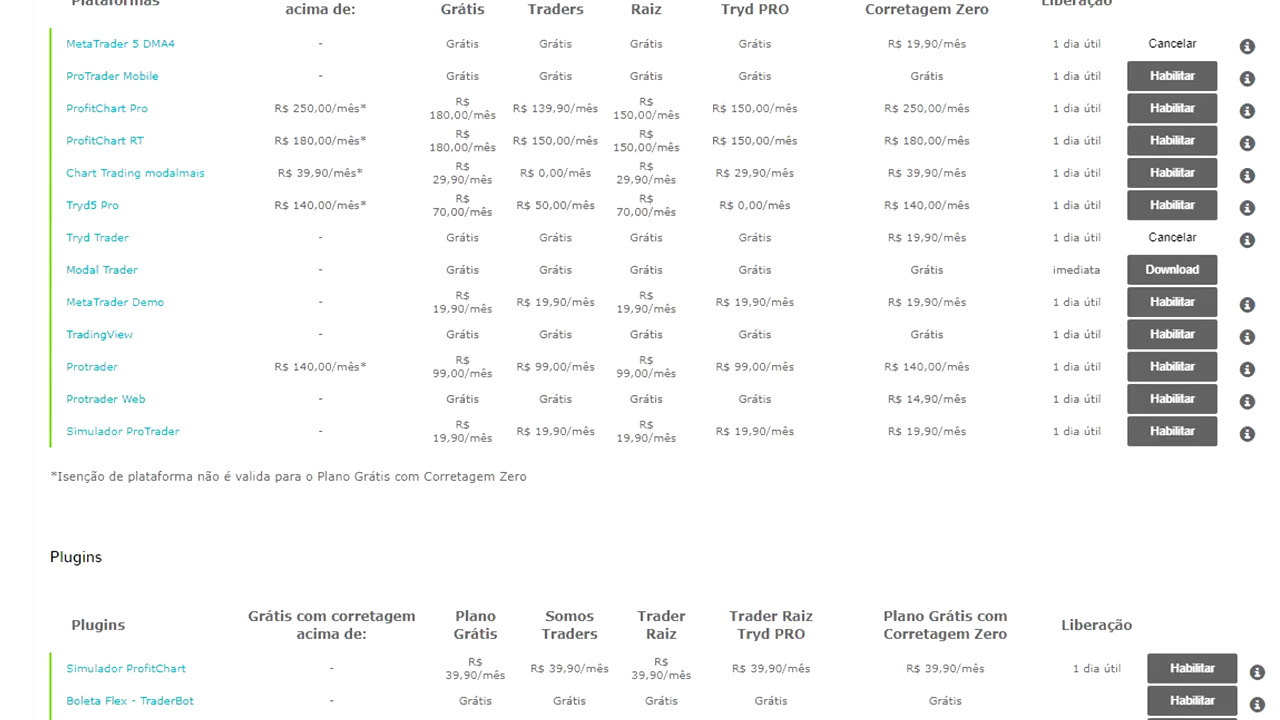 Plataformas acima de: Grátis Traders Raiz Tryd PRO Corretagem Zero Liberação
MetaTrader 5 DMA4 - Grátis Grátis Grátis Grátis R$ 19,90/mês 1 dia útil Cancelar
ProTrader Mobile - Grátis Grátis Grátis Grátis Grátis 1 dia útil Habilitar
ProfitChart Pro R$ 250,00/mês* R$ 180,00/mês R$ 139,90/mês R$ 150,00/mês R$ 150,00/mês R$ 250,00/mês 1 dia útil Habilitar
ProfitChart RT R$ 180,00/mês* R$ 180,00/mês R$ 150,00/mês R$ 150,00/mês R$ 150,00/mês R$ 180,00/mês 1 dia útil Habilitar
Chart Trading modalmais R$ 39,90/mês* R$ 29,90/mês R$ 0,00/mês R$ 29,90/mês R$ 29,90/mês R$ 39,90/mês 1 dia útil Habilitar
Tryd5 Pro R$ 140,00/mês* R$ 70,00/mês R$ 50,00/mês R$ 70,00/mês R$ 0,00/mês R$ 140,00/mês 1 dia útil Habilitar
Tryd Trader - Grátis Grátis Grátis Grátis R$ 19,90/mês 1 dia útil Cancelar
Modal Trader - Grátis Grátis Grátis Grátis Grátis imediata Download
MetaTrader Demo - R$ 19,90/mês R$ 19,90/mês R$ 19,90/mês R$ 19,90/mês R$ 19,90/mês 1 dia útil Habilitar
TradingView - Grátis Grátis Grátis Grátis Grátis 1 dia útil Habilitar
Protrader R$ 140,00/mês* R$ 99,00/mês R$ 99,00/mês R$ 99,00/mês R$ 99,00/mês R$ 140,00/mês 1 dia útil Habilitar
Protrader Web - Grátis Grátis Grátis Grátis R$ 14,90/mês 1 dia útil Habilitar
Simulador ProTrader - R$ 19,90/mês R$ 19,90/mês R$ 19,90/mês R$ 19,90/mês R$ 19,90/mês 1 dia útil Habilitar
*Isenção de plataforma não é valida para o Plano Grátis com Corretagem Zero
Plugins
Plugins Grátis com corretagem acima de: Plano Grátis Somos Traders Trader Raiz Trader Raiz Tryd PRO Plano Grátis com Corretagem Zero Liberação
Simulador ProfitChart - R$ 39,90/mês R$ 39,90/mês R$ 39,90/mês R$ 39,90/mês R$ 39,90/mês 1 dia útil Habilitar
Boleta Flex - TraderBot - Grátis Grátis Grátis Grátis Grátis Habilitar